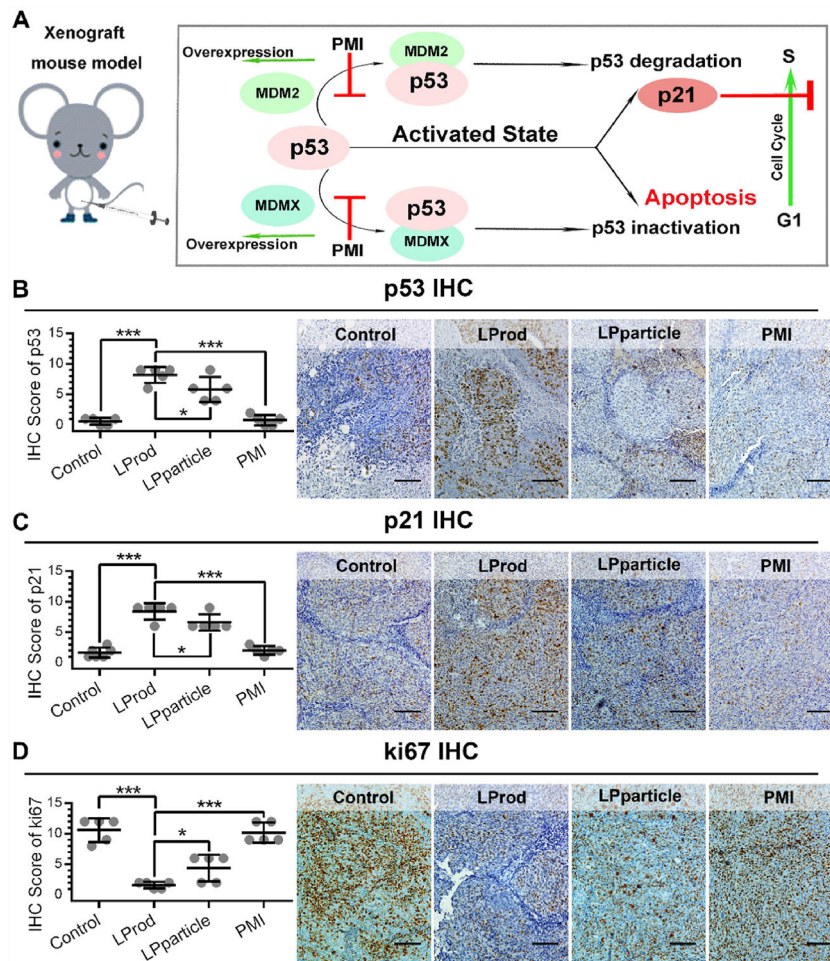 A
Xenograft
mouse model
Overexpression
PMI
MDM2
p53
MDM2
p53 degradation
S
p21
p53
Activated State
Cell Cycle
MDMX
p53
MDMX
Apoptosis
Overexpression
PMI
p53 inactivation
G1
B
p53 IHC
IHC Score of p53
15
10
5
0
***
***
*
Control
LProd
LPparticle
PMI
Control
LProd
LPparticle
PMI
C
p21 IHC
IHC Score of p21
15
10
5
0
***
***
*
Control
LProd
LPparticle
PMI
Control
LProd
LPparticle
PMI
D
ki67 IHC
IHC Score of ki67
15
10
5
0
***
***
*
Control
LProd
LPparticle
PMI
Control
LProd
LPparticle
PMI